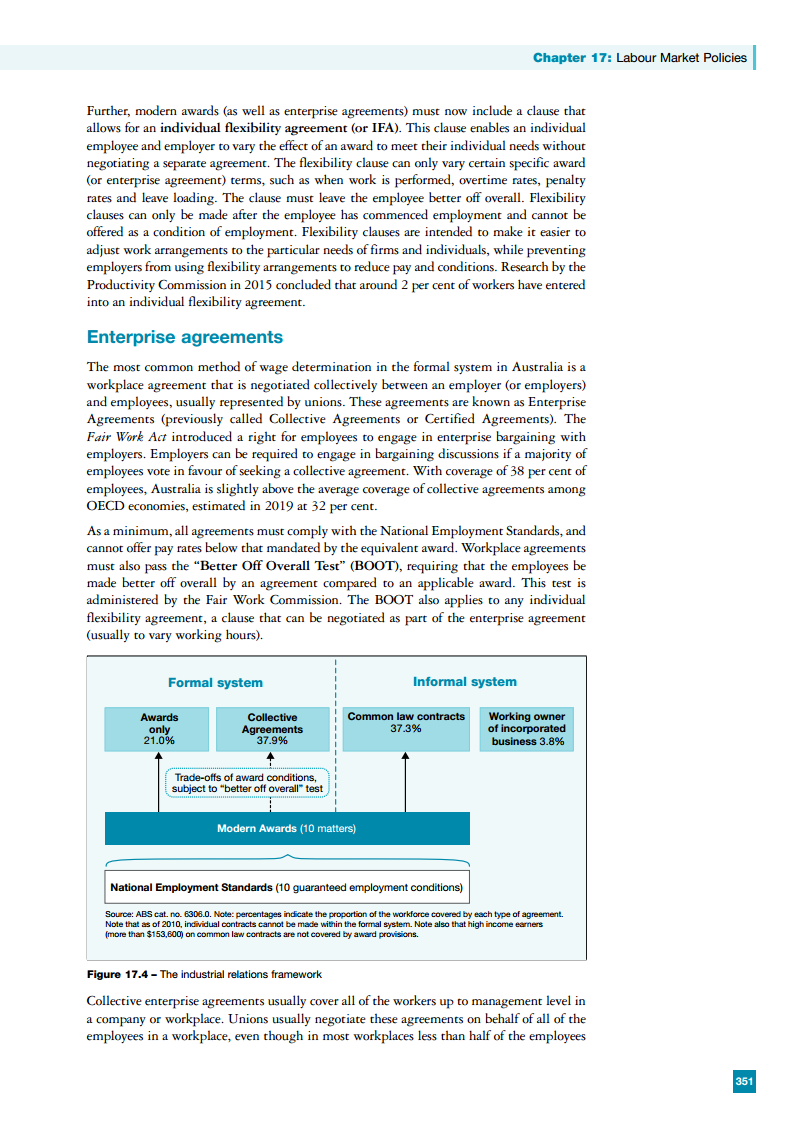 Chapter 17: Labour Market Policies
Further, modern awards (as well as enterprise agreements) must now include a clause that
allows for an individual flexibility agreement (or IFA). This clause enables an individual
employee and employer to vary the effect of an award to meet their individual needs without
negotiating a separate agreement. The flexibility clause can only vary certain specific award
(or enterprise agreement) terms, such as when work is performed, overtime rates, penalty
rates and leave loading. The clause must leave the employee better off overall. Flexibility
clauses can only be made after the employee has commenced employment and cannot be
offered as a condition of employment. Flexibility clauses are intended to make it easier to
adjust work arrangements to the particular needs of firms and individuals, while preventing
employers from using flexibility arrangements to reduce pay and conditions. Research by the
Productivity Commission in 2015 concluded that around 2 per cent of workers have entered
into an individual flexibility agreement.
Enterprise agreements
The most common method of wage determination in the formal system in Australia is a
workplace agreement that is negotiated collectively between an employer (or employers)
and employees, usually represented by unions. These agreements are known as Enterprise
Agreements (previously called Collective Agreements or Certified Agreements). The
Fair Work Act introduced a right for employees to engage in enterprise bargaining with
employers. Employers can be required to engage in bargaining discussions if a majority of
employees vote in favour of seeking a collective agreement. With coverage of 38 per cent of
employees, Australia is slightly above the average coverage of collective agreements among
OECD economies, estimated in 2019 at 32 per cent.
As a minimum, all agreements must comply with the National Employment Standards, and
cannot offer pay rates below that mandated by the equivalent award. Workplace agreements
must also pass the “Better Off Overall Test” (BOOT), requiring that the employees be
made better off overall by an agreement compared to an applicable award. This test is
administered by the Fair Work Commission. The BOOT also applies to any individual
flexibility agreement, a clause that can be negotiated as part of the enterprise agreement
(usually to vary working hours).
Formal system
Informal system
Awards
only
21.0%
Collective
Agreements
37.9%
Common law contracts
37.3%
Working owner
of incorporated
business 3.8%
Trade-offs of award conditions,
subject to “better off overall” test
Modern Awards (10 matters)
National Employment Standards (10 guaranteed employment conditions)
Source: ABS cat. no. 6306.0. Note: percentages indicate the proportion of the workforce covered by each type of agreement.
Note that as of 2010, individual contracts cannot be made within the formal system. Note also that high income earners
(more than $153,600) on common law contracts are not covered by award provisions.
Figure 17.4 – The industrial relations framework
Collective enterprise agreements usually cover all of the workers up to management level in
a company or workplace. Unions usually negotiate these agreements on behalf of all of the
employees in a workplace, even though in most workplaces less than half of the employees
351